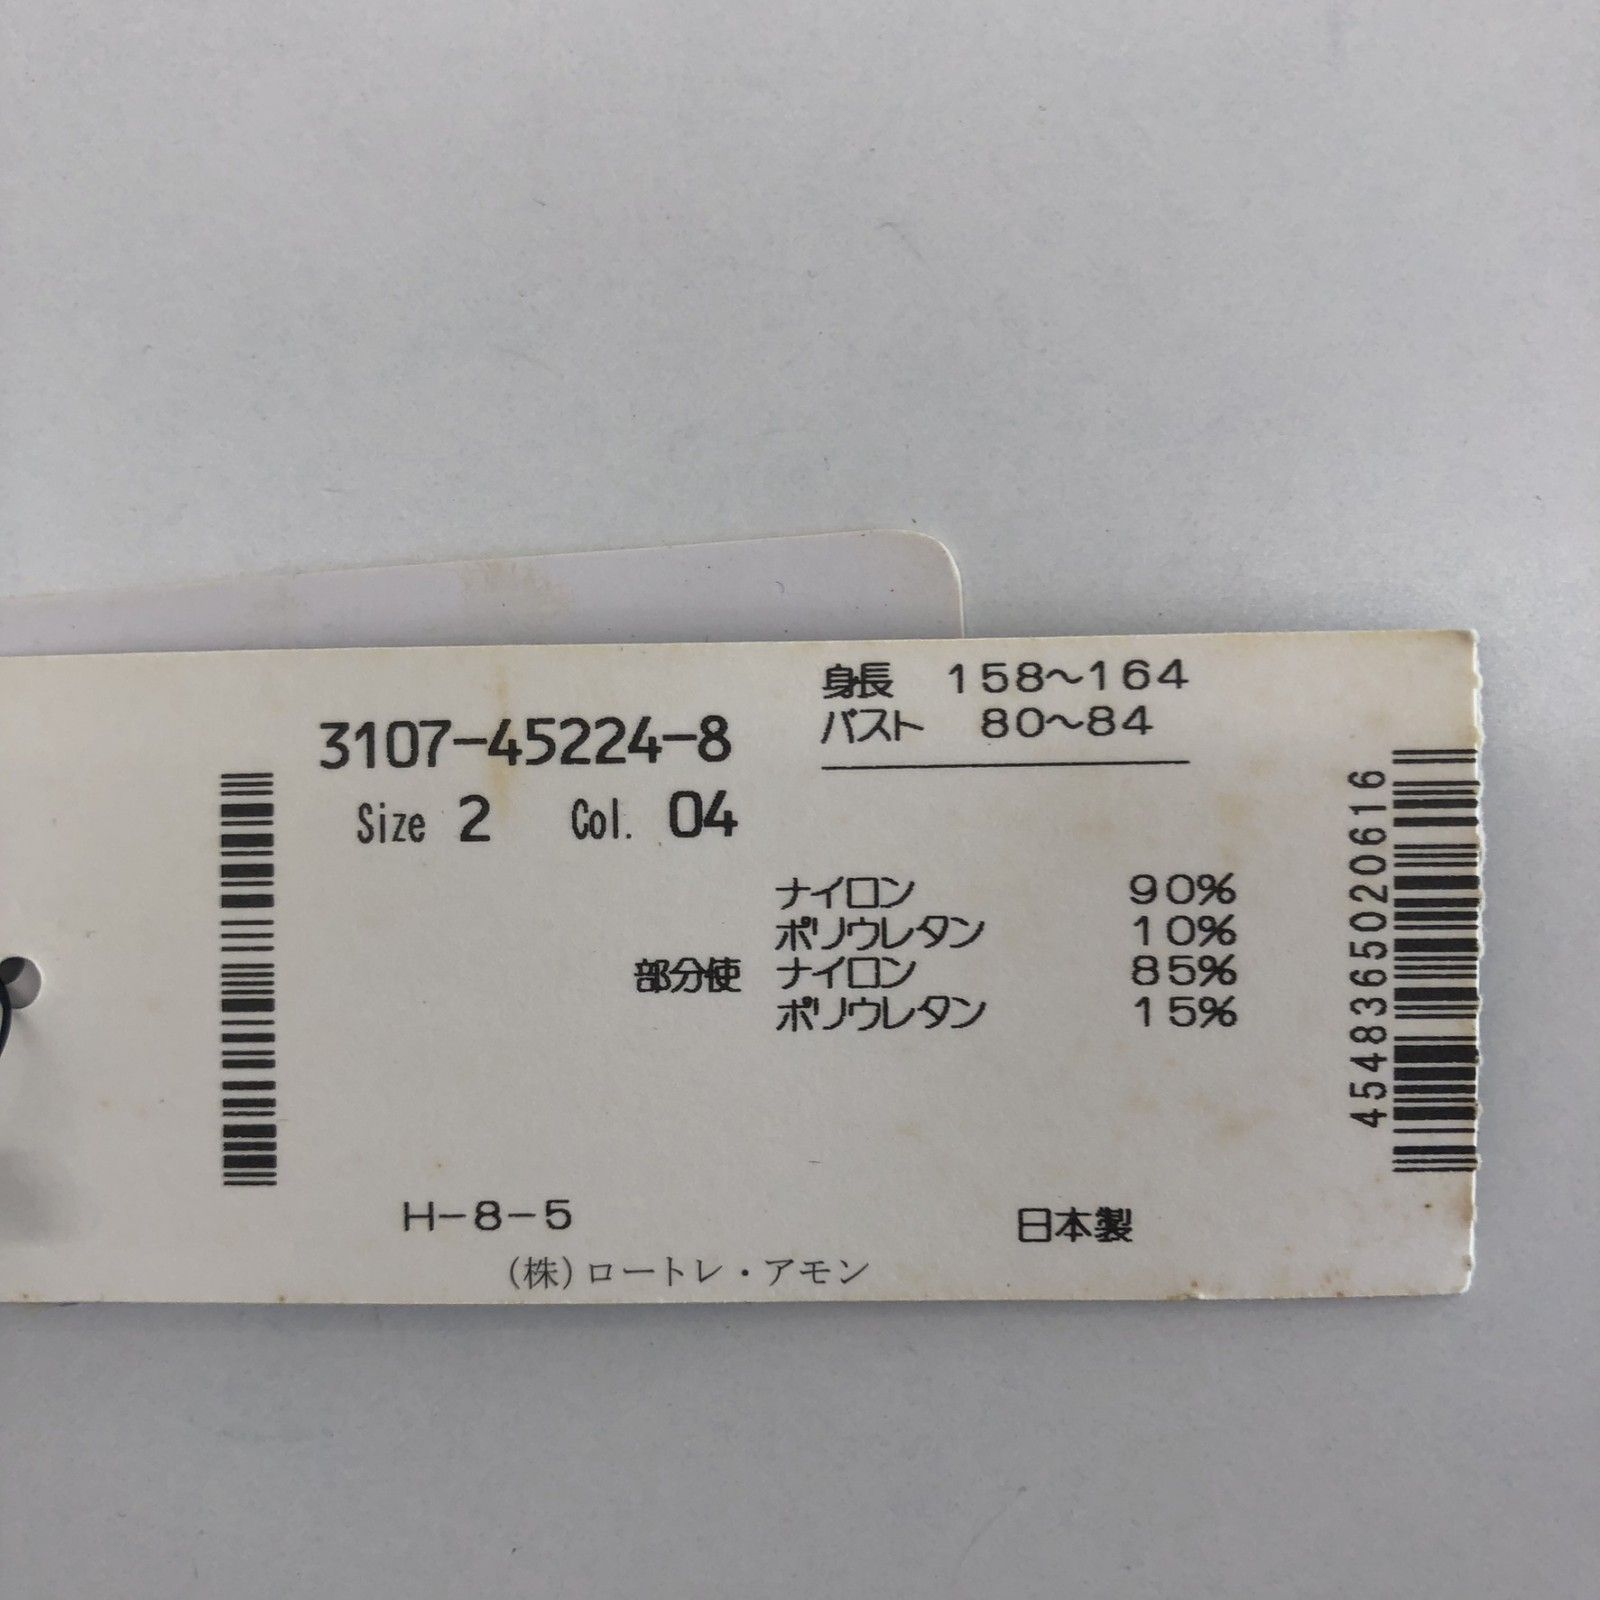 身長 158～164
バスト 80～84
3107-45224-8
Size 2 Col. 04
ナイロン 90%
ポリウレタン 10%
部分使 ナイロン 85%
ポリウレタン 15%
4548365020616
H-8-5
日本製
(株)ロートレ・アモン